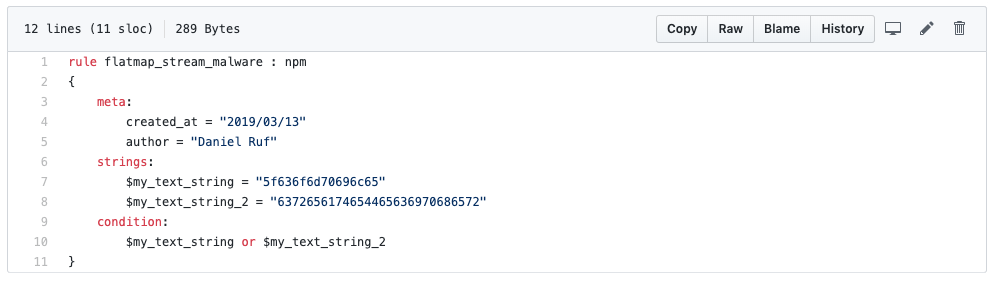 12 lines (11 sloc) 289 Bytes Copy Raw Blame History
1 rule flatmap_stream_malware : npm
2 {
3     meta:
4         created_at = "2019/03/13"
5         author = "Daniel Ruf"
6     strings:
7         $my_text_string = "5f636f6d70696c65"
8         $my_text_string_2 = "6372656174654465636970686572"
9     condition:
10         $my_text_string or $my_text_string_2
11 }